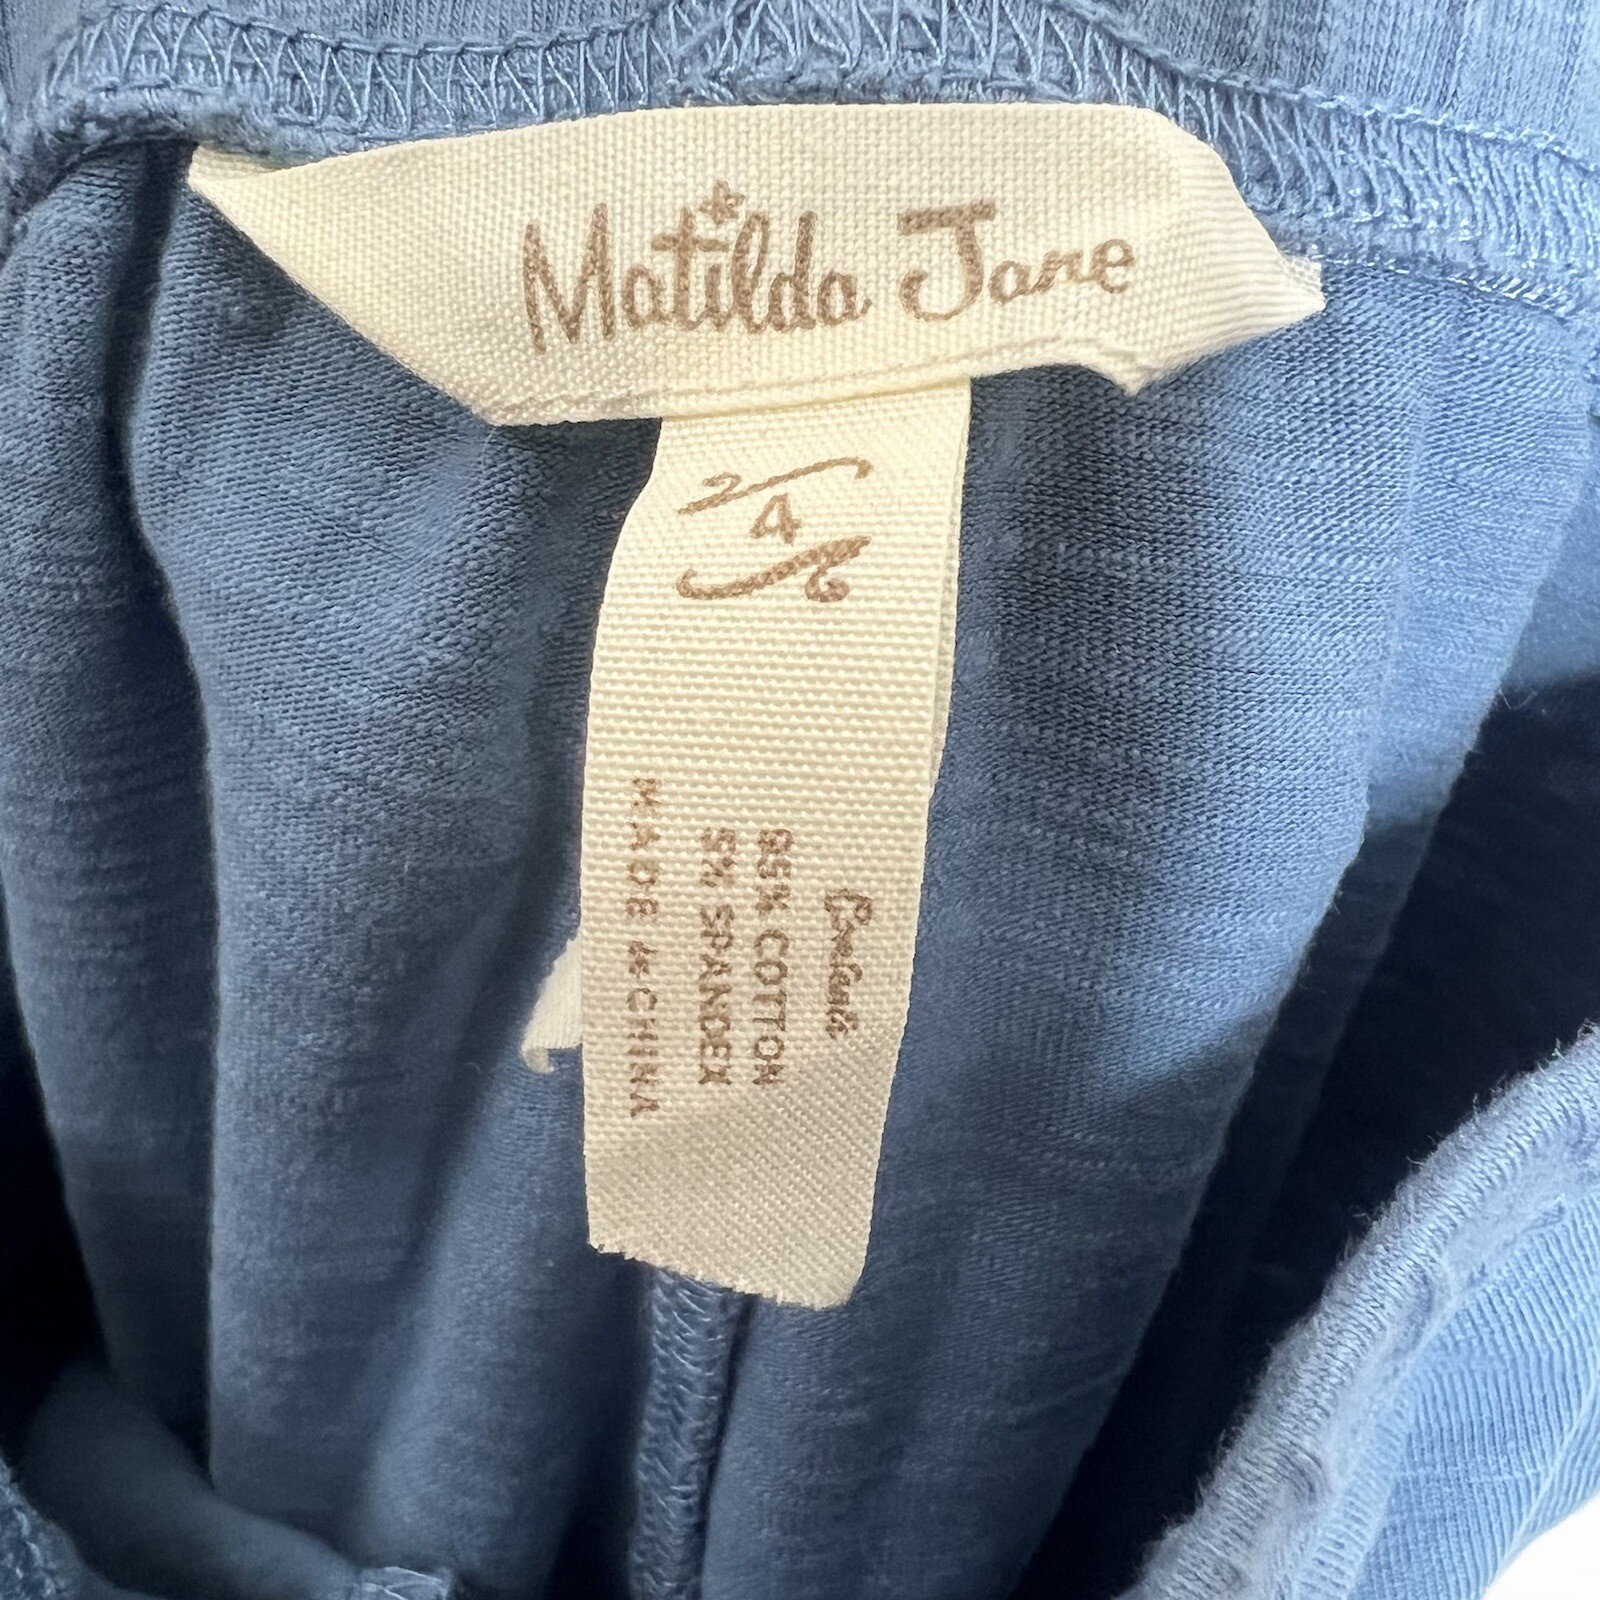 Matilda Jane
4
Contents
95% COTTON
5% SPANDEX
MADE in CHINA